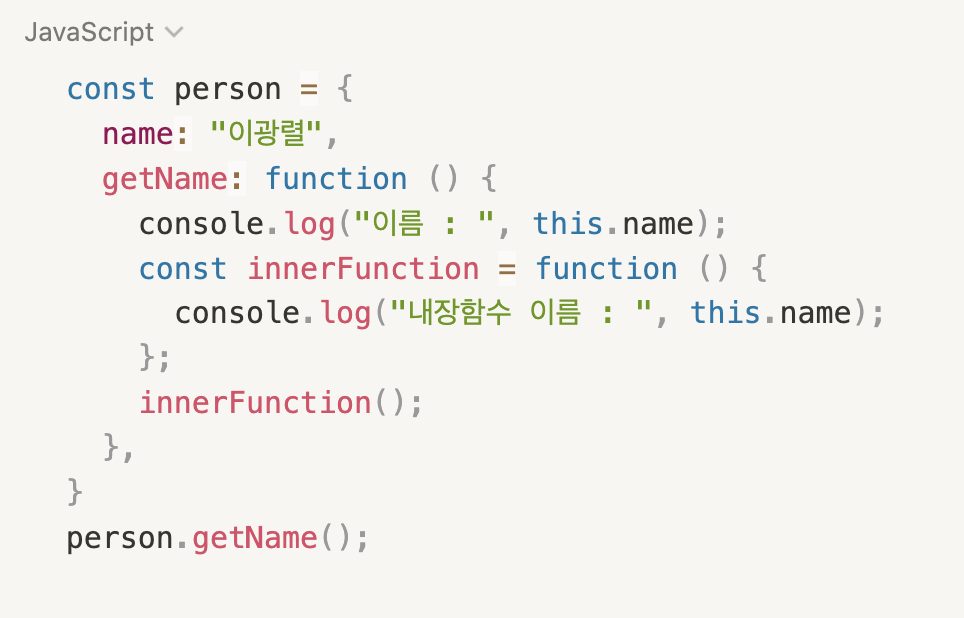 JavaScript
const person = {
  name: "이광렬",
  getName: function () {
    console.log("이름 : ", this.name);
    const innerFunction = function () {
      console.log("내장함수 이름 : ", this.name);
    };
    innerFunction();
  },
}
person.getName();